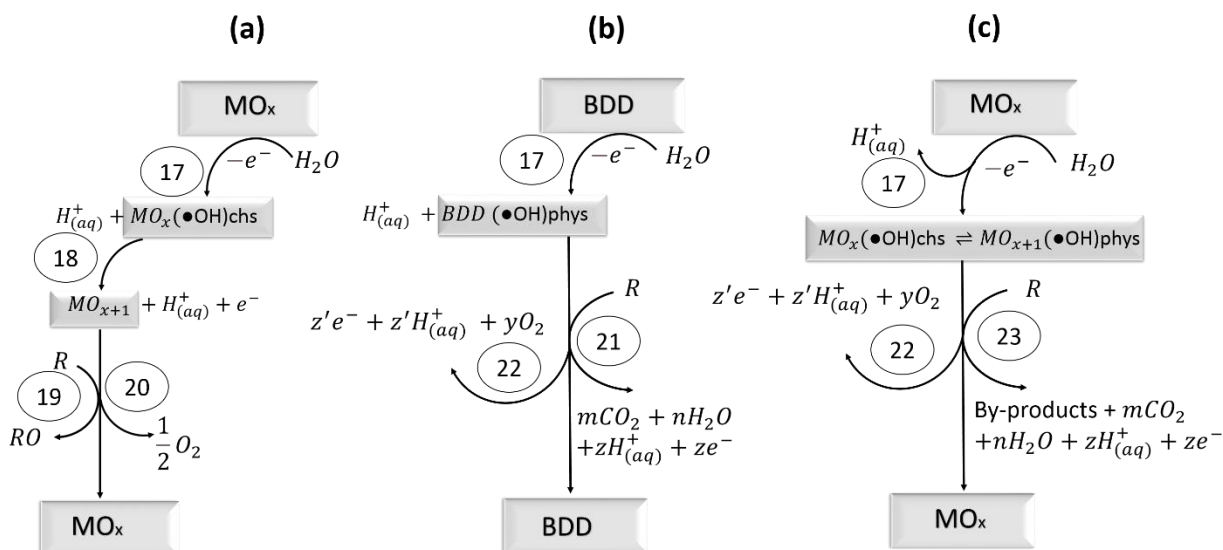 (a)
MOₓ
17
−e⁻
H₂O
H⁺₍aq₎ + MOₓ(●OH)chs
18
MOₓ₊₁ + H⁺₍aq₎ + e⁻
R
19
20
RO
1/2 O₂
MOₓ
(b)
BDD
17
−e⁻
H₂O
H⁺₍aq₎ + BDD (●OH)phys
R
z′e⁻ + z′H⁺₍aq₎ + yO₂
21
22
mCO₂ + nH₂O
+zH⁺₍aq₎ + ze⁻
BDD
(c)
MOₓ
H⁺₍aq₎
17
−e⁻
H₂O
MOₓ(●OH)chs ⇌ MOₓ₊₁(●OH)phys
R
z′e⁻ + z′H⁺₍aq₎ + yO₂
22
23
By-products + mCO₂
+nH₂O + zH⁺₍aq₎ + ze⁻
MOₓ